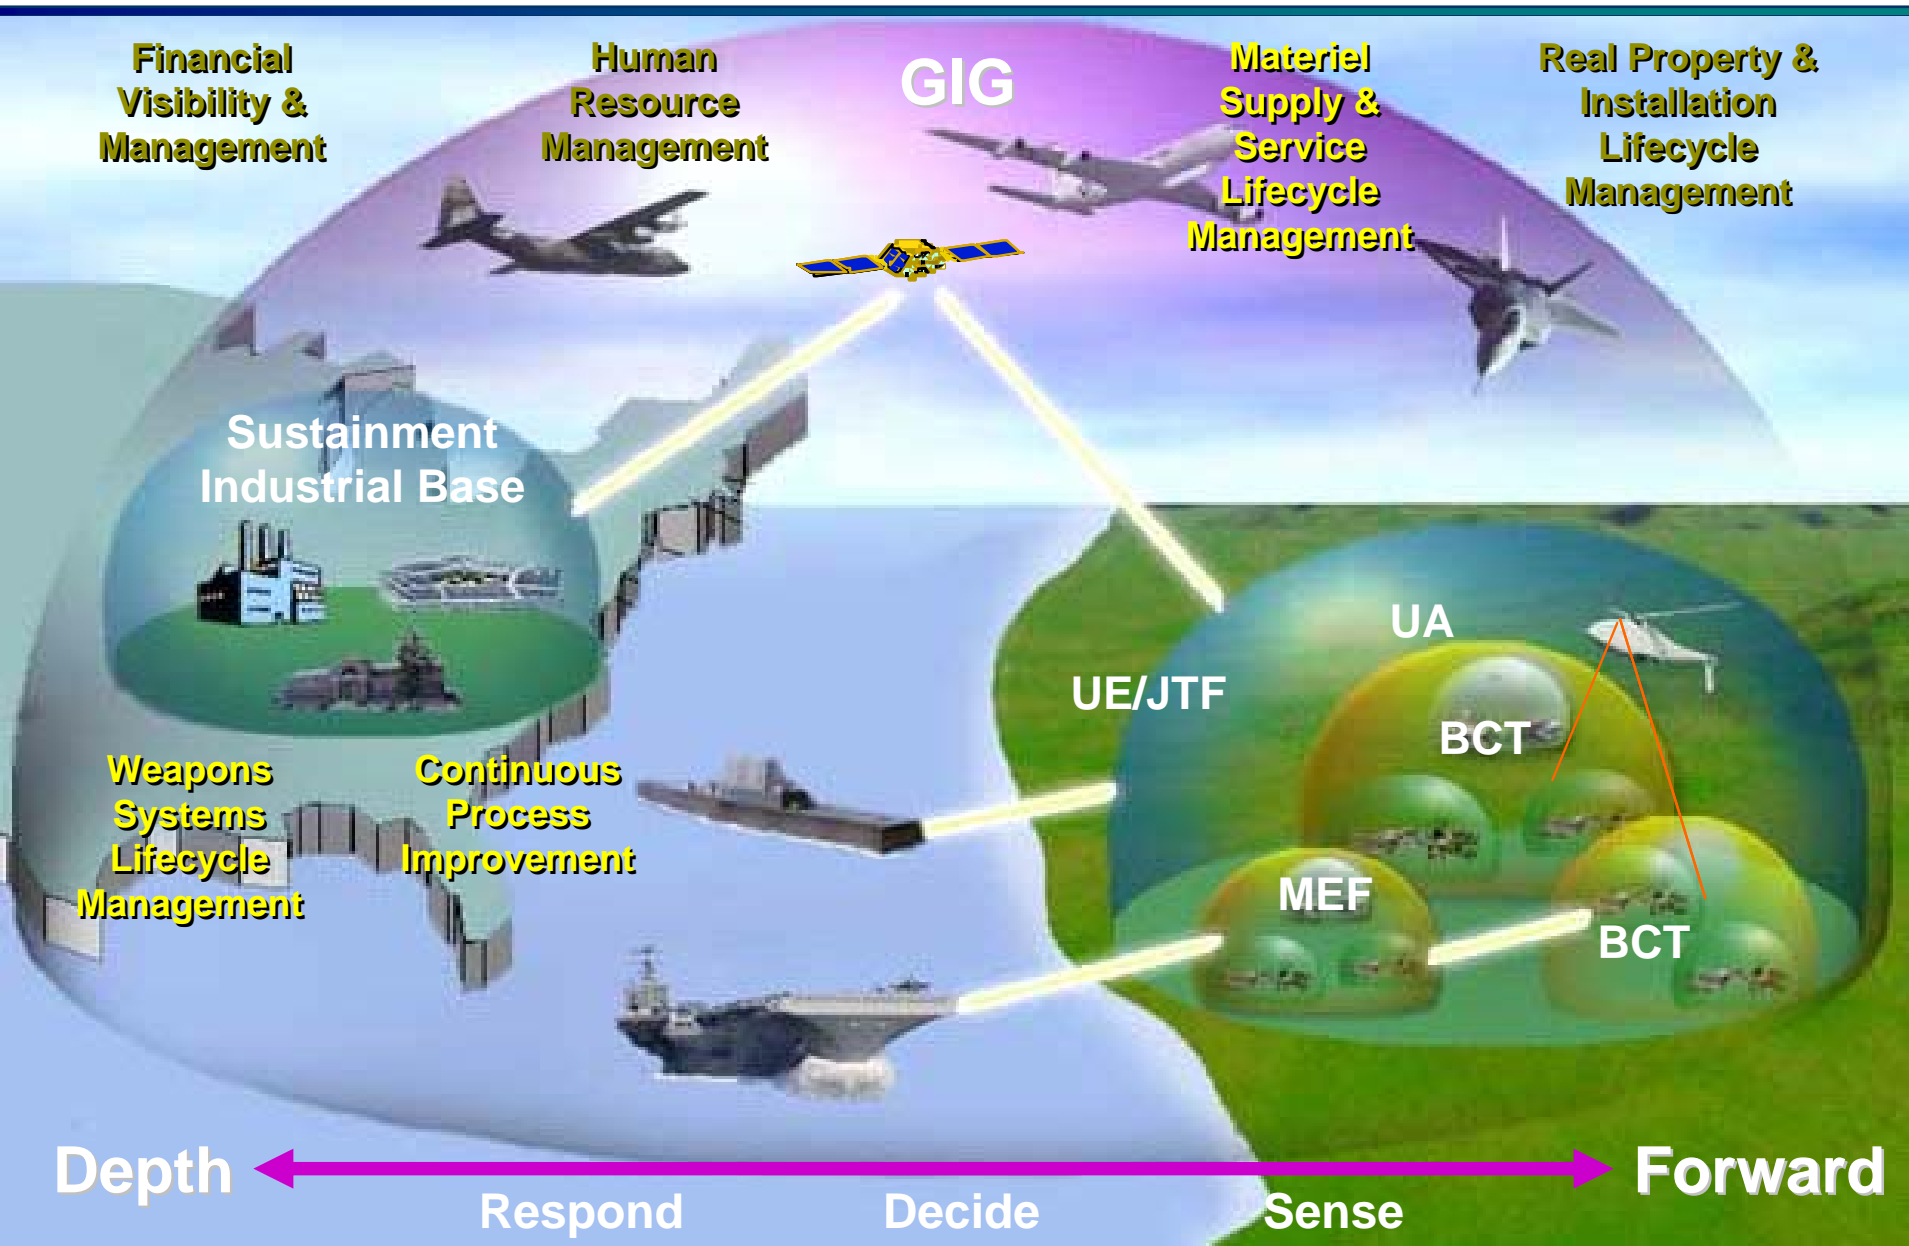 Financial
Visibility &
Management
Human
Resource
Management
GIG
Materiel
Supply &
Service
Lifecycle
Management
Real Property &
Installation
Lifecycle
Management
Sustainment
Industrial Base
UA
UE/JTF
BCT
Weapons
Systems
Lifecycle
Management
Continuous
Process
Improvement
MEF
BCT
Depth
Forward
Respond
Decide
Sense